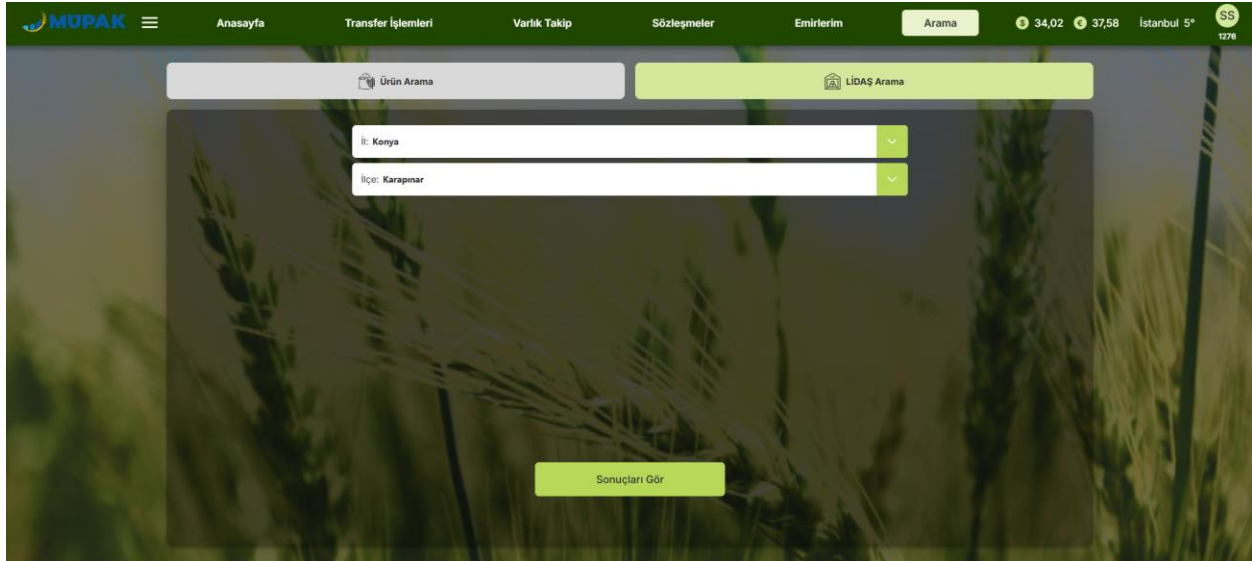 MÜPAK Anasayfa Transfer İşlemleri Varlık Takip Sözleşmeler Emirlerim Arama $ 34,02 € 37,58 İstanbul 5° SS
1276
Ürün Arama LİDAŞ Arama
İl: Konya
İlçe: Karapınar
Sonuçları Gör